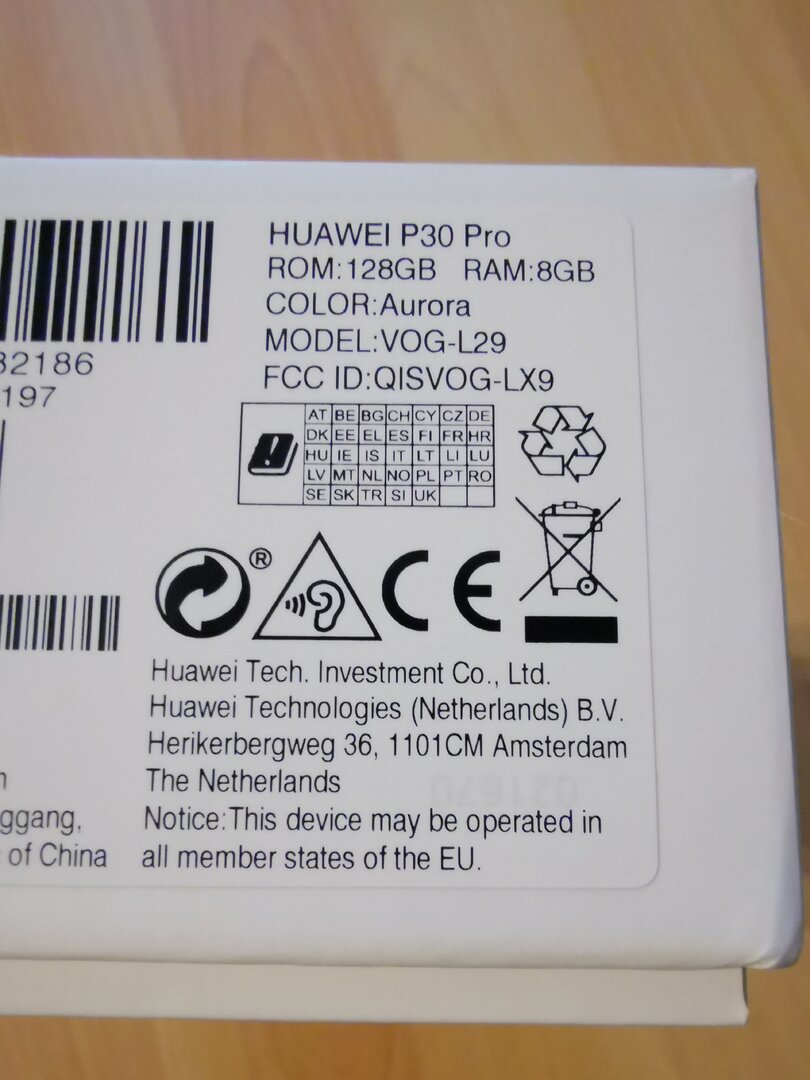 HUAWEI P30 Pro
ROM:128GB RAM:8GB
COLOR:Aurora
MODEL:VOG-L29
FCC ID:QISVOG-LX9
32186
197
AT BE BG CH CY CZ DE
DK EE EL ES FI FR HR
HU IE IS IT LT LI LU
LV MT NL NO PL PT RO
SE SK TR SI UK
®
CE
Huawei Tech. Investment Co., Ltd.
Huawei Technologies (Netherlands) B.V.
Herikerbergweg 36, 1101CM Amsterdam
The Netherlands
Notice:This device may be operated in
all member states of the EU.
ggang,
of China